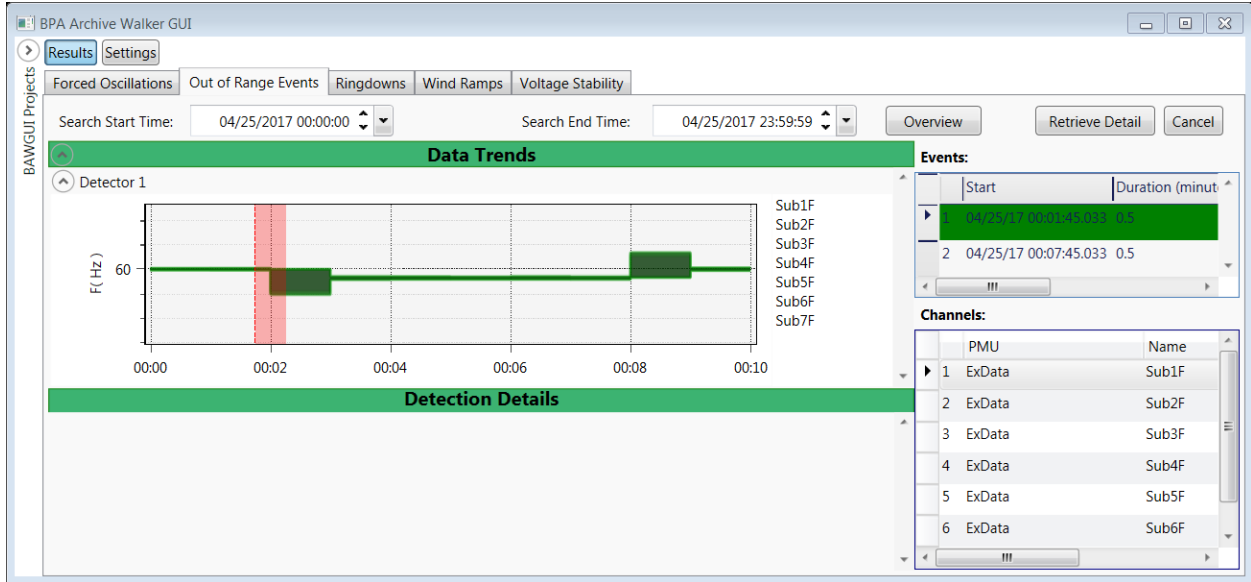 BPA Archive Walker GUI
Results Settings
BAWGUI Projects
Forced Oscillations Out of Range Events Ringdowns Wind Ramps Voltage Stability
Search Start Time: 04/25/2017 00:00:00 Search End Time: 04/25/2017 23:59:59 Overview Retrieve Detail Cancel
Data Trends
Detector 1
F( Hz )
60
00:00 00:02 00:04 00:06 00:08 00:10
Sub1F
Sub2F
Sub3F
Sub4F
Sub5F
Sub6F
Sub7F
Detection Details
Events:
Start Duration (minut
1 04/25/17 00:01:45.033 0.5
2 04/25/17 00:07:45.033 0.5
Channels:
PMU Name
1 ExData Sub1F
2 ExData Sub2F
3 ExData Sub3F
4 ExData Sub4F
5 ExData Sub5F
6 ExData Sub6F